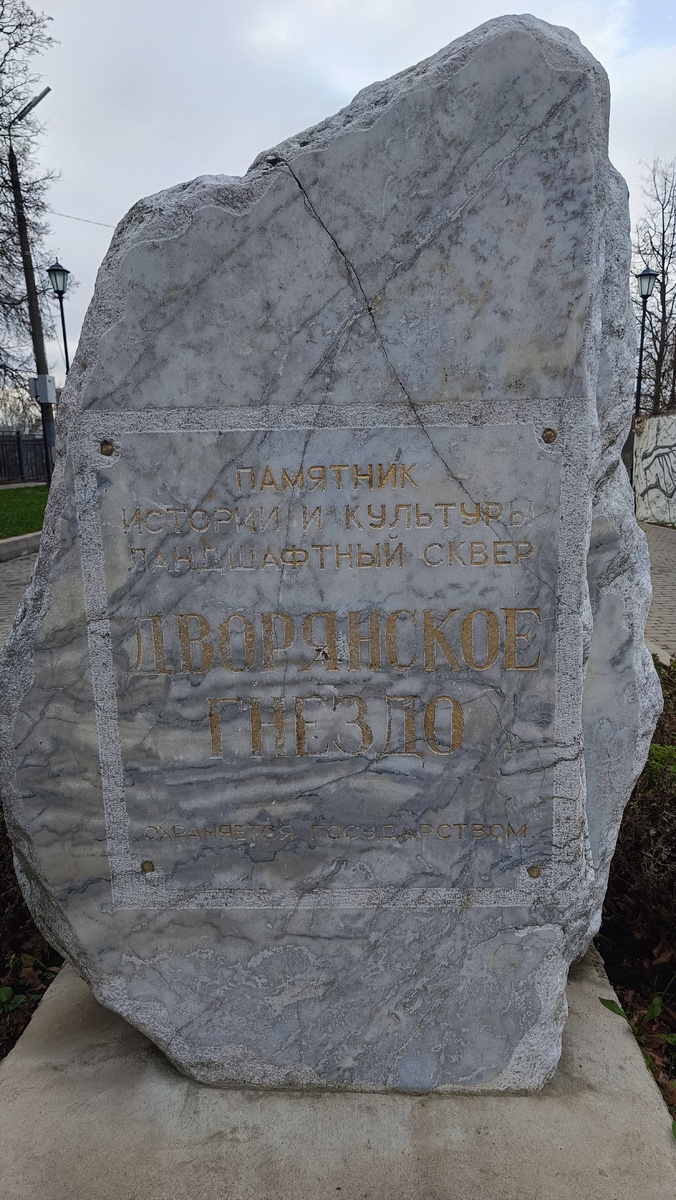 ПАМЯТНИК
ИСТОРИИ И КУЛЬТУРЫ
ЛАНДШАФТНЫЙ СКВЕР
ДВОРЯНСКОЕ
ГНЕЗДО
ОХРАНЯЕТСЯ ГОСУДАРСТВОМ